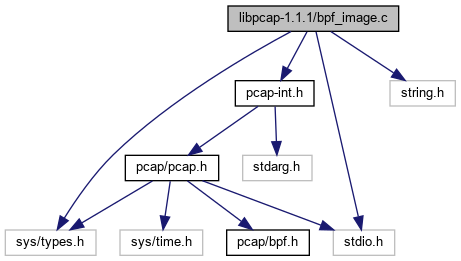 libpcap-1.1.1/bpf_image.c
pcap-int.h
string.h
pcap/pcap.h
stdarg.h
sys/types.h
sys/time.h
pcap/bpf.h
stdio.h